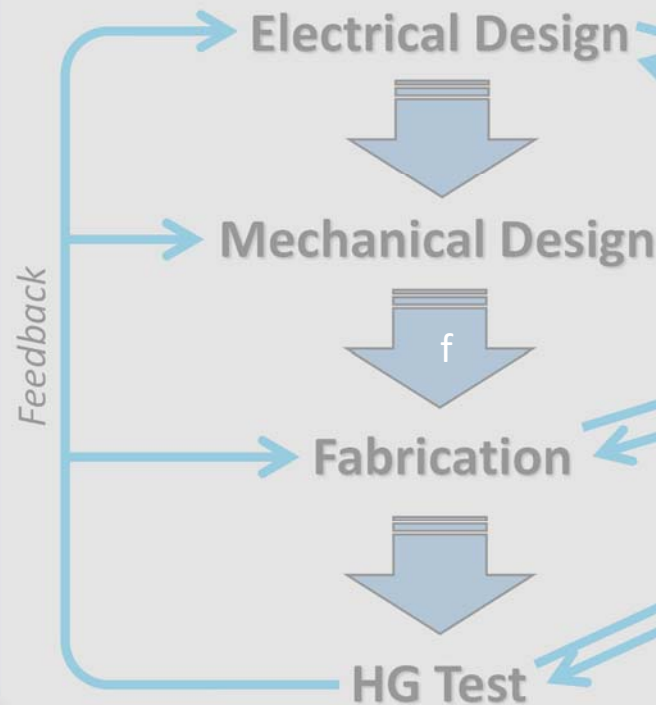 Electrical Design
Mechanical Design
Feedback
f
Fabrication
HG Test